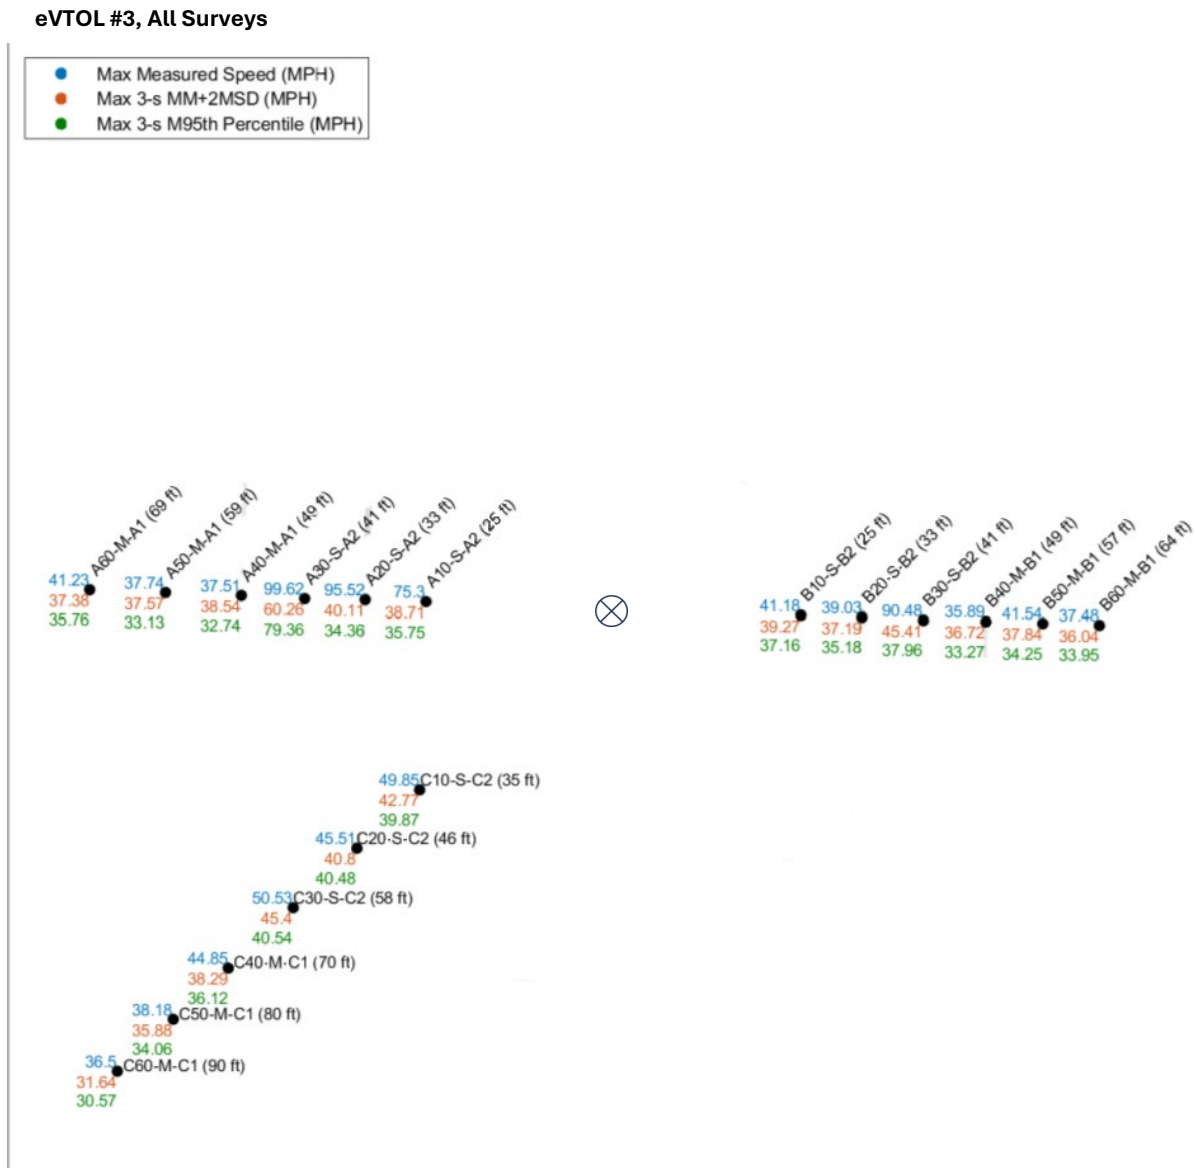 eVTOL #3, All Surveys
Max Measured Speed (MPH)
Max 3-s MM+2MSD (MPH)
Max 3-s M95th Percentile (MPH)
A60-M-A1 (69 ft)
41.23
37.38
35.76
A50-M-A1 (59 ft)
37.74
37.57
33.13
A40-M-A1 (49 ft)
37.51
38.54
32.74
A30-S-A2 (41 ft)
99.62
60.26
79.36
A20-S-A2 (33 ft)
95.52
40.11
34.36
A10-S-A2 (25 ft)
75.3
38.71
35.75
B10-S-B2 (25 ft)
41.18
39.27
37.16
B20-S-B2 (33 ft)
39.03
37.19
35.18
B30-S-B2 (41 ft)
90.48
45.41
37.96
B40-M-B1 (49 ft)
35.89
36.72
33.27
B50-M-B1 (57 ft)
41.54
37.84
34.25
B60-M-B1 (64 ft)
37.48
36.04
33.95
49.85 C10-S-C2 (35 ft)
42.77
39.87
45.51 C20-S-C2 (46 ft)
40.8
40.48
50.53 C30-S-C2 (58 ft)
45.4
40.54
44.85 C40-M-C1 (70 ft)
38.29
36.12
38.18 C50-M-C1 (80 ft)
35.88
34.06
36.5 C60-M-C1 (90 ft)
31.64
30.57